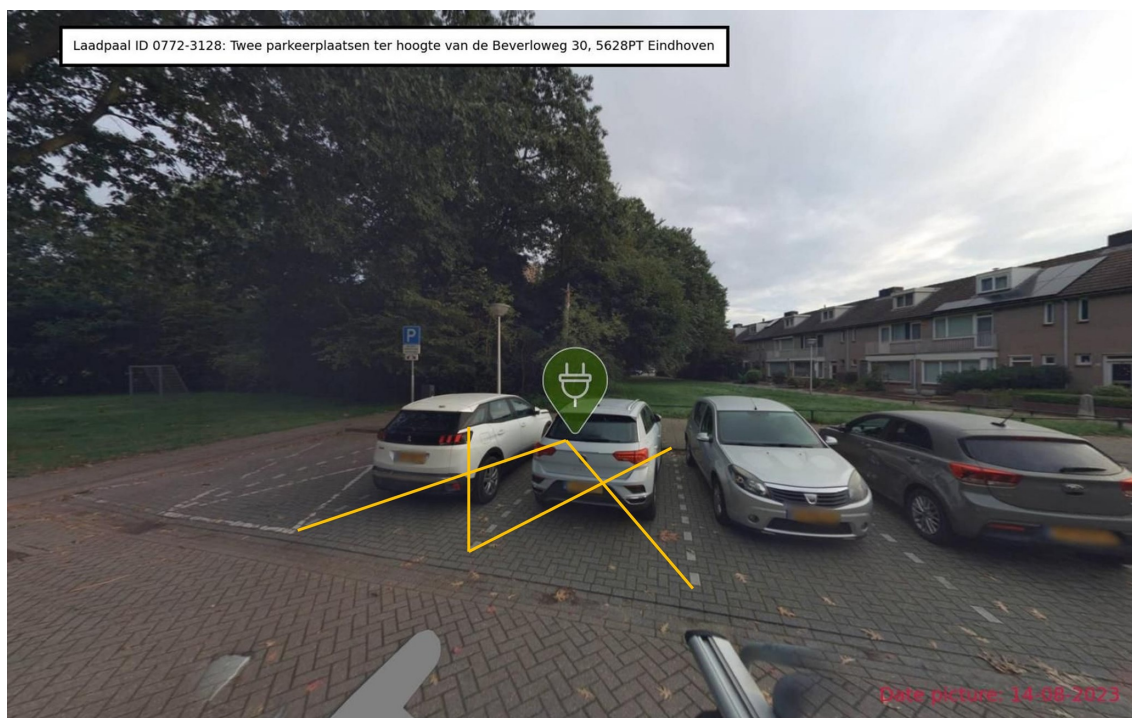 Laadpaal ID 0772-3128: Twee parkeerplaatsen ter hoogte van de Beverloweg 30, 5628PT Eindhoven
P
Date picture: 14-08-2023